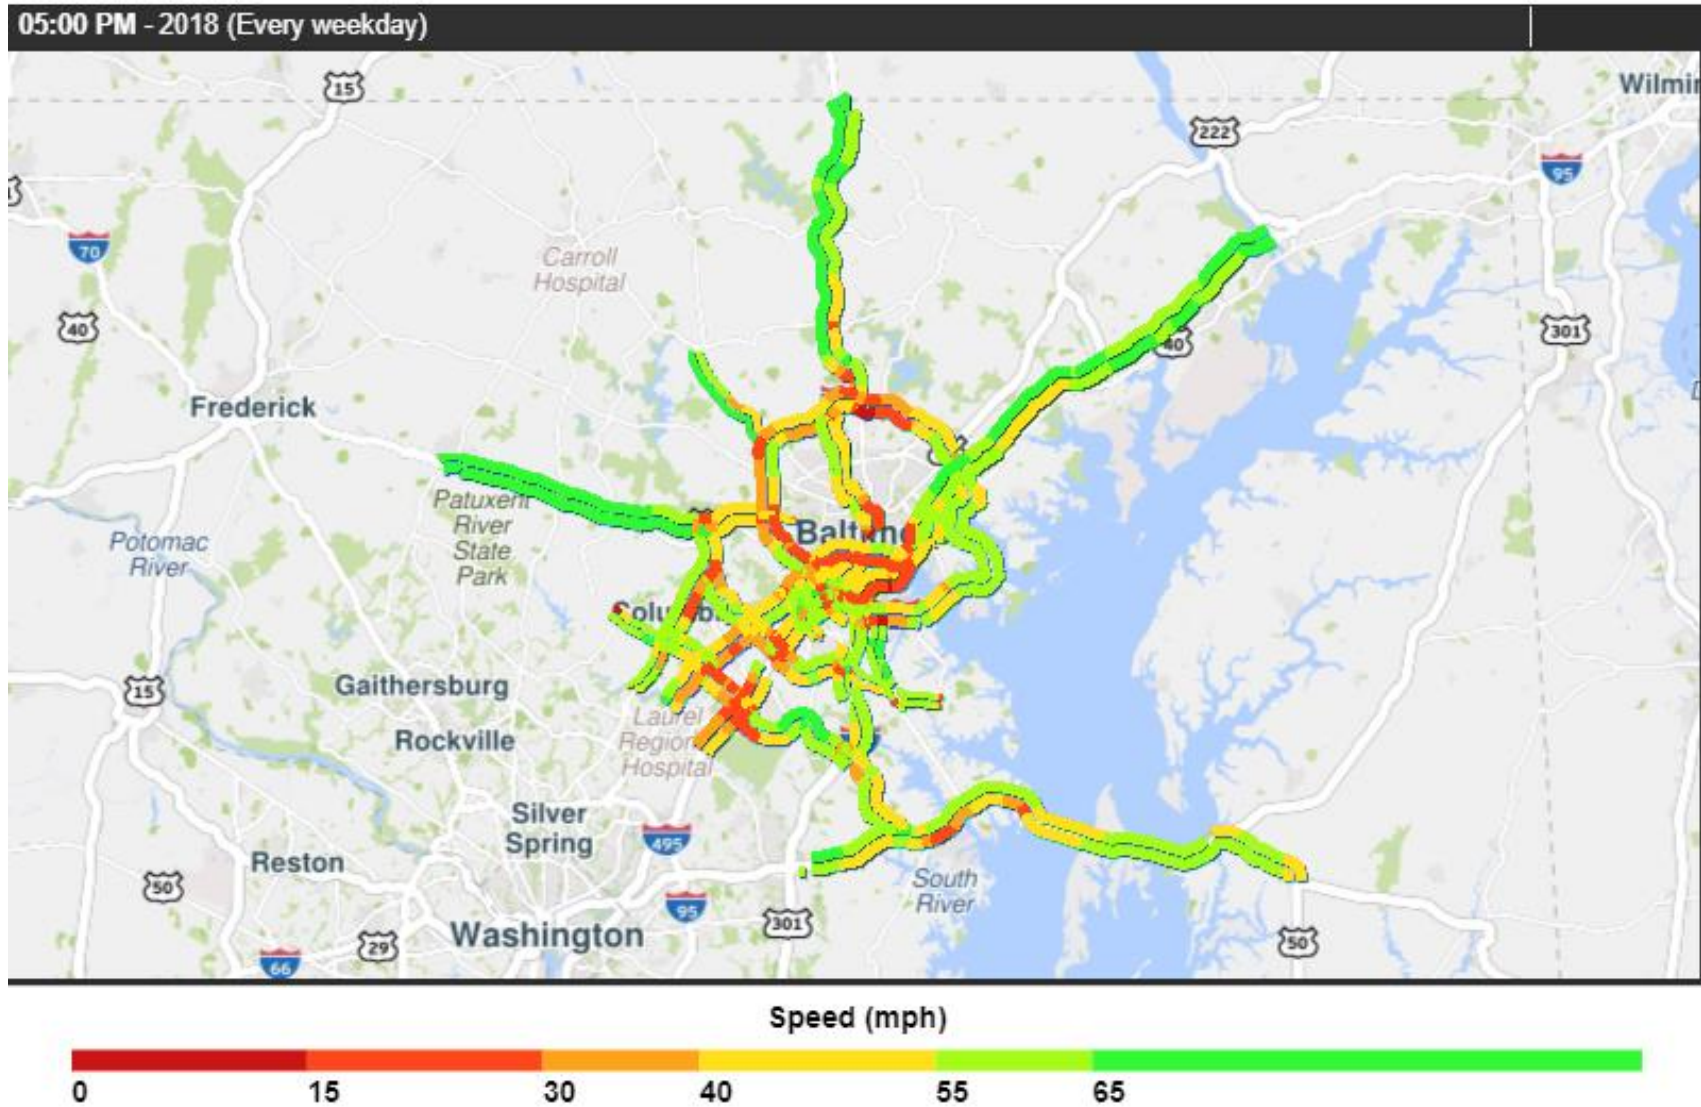 05:00 PM - 2018 (Every weekday)
15
Wilmin
222
95
70
Carroll
Hospital
40
301
40
Frederick
Patuxent
River
State
Park
Potomac
River
Columb
Gaithersburg
15
Laurel
Region
Hospital
Rockville
Silver
Spring
495
Reston
50
South
River
95
301
Washington
29
50
66
Speed (mph)
0 15 30 40 55 65